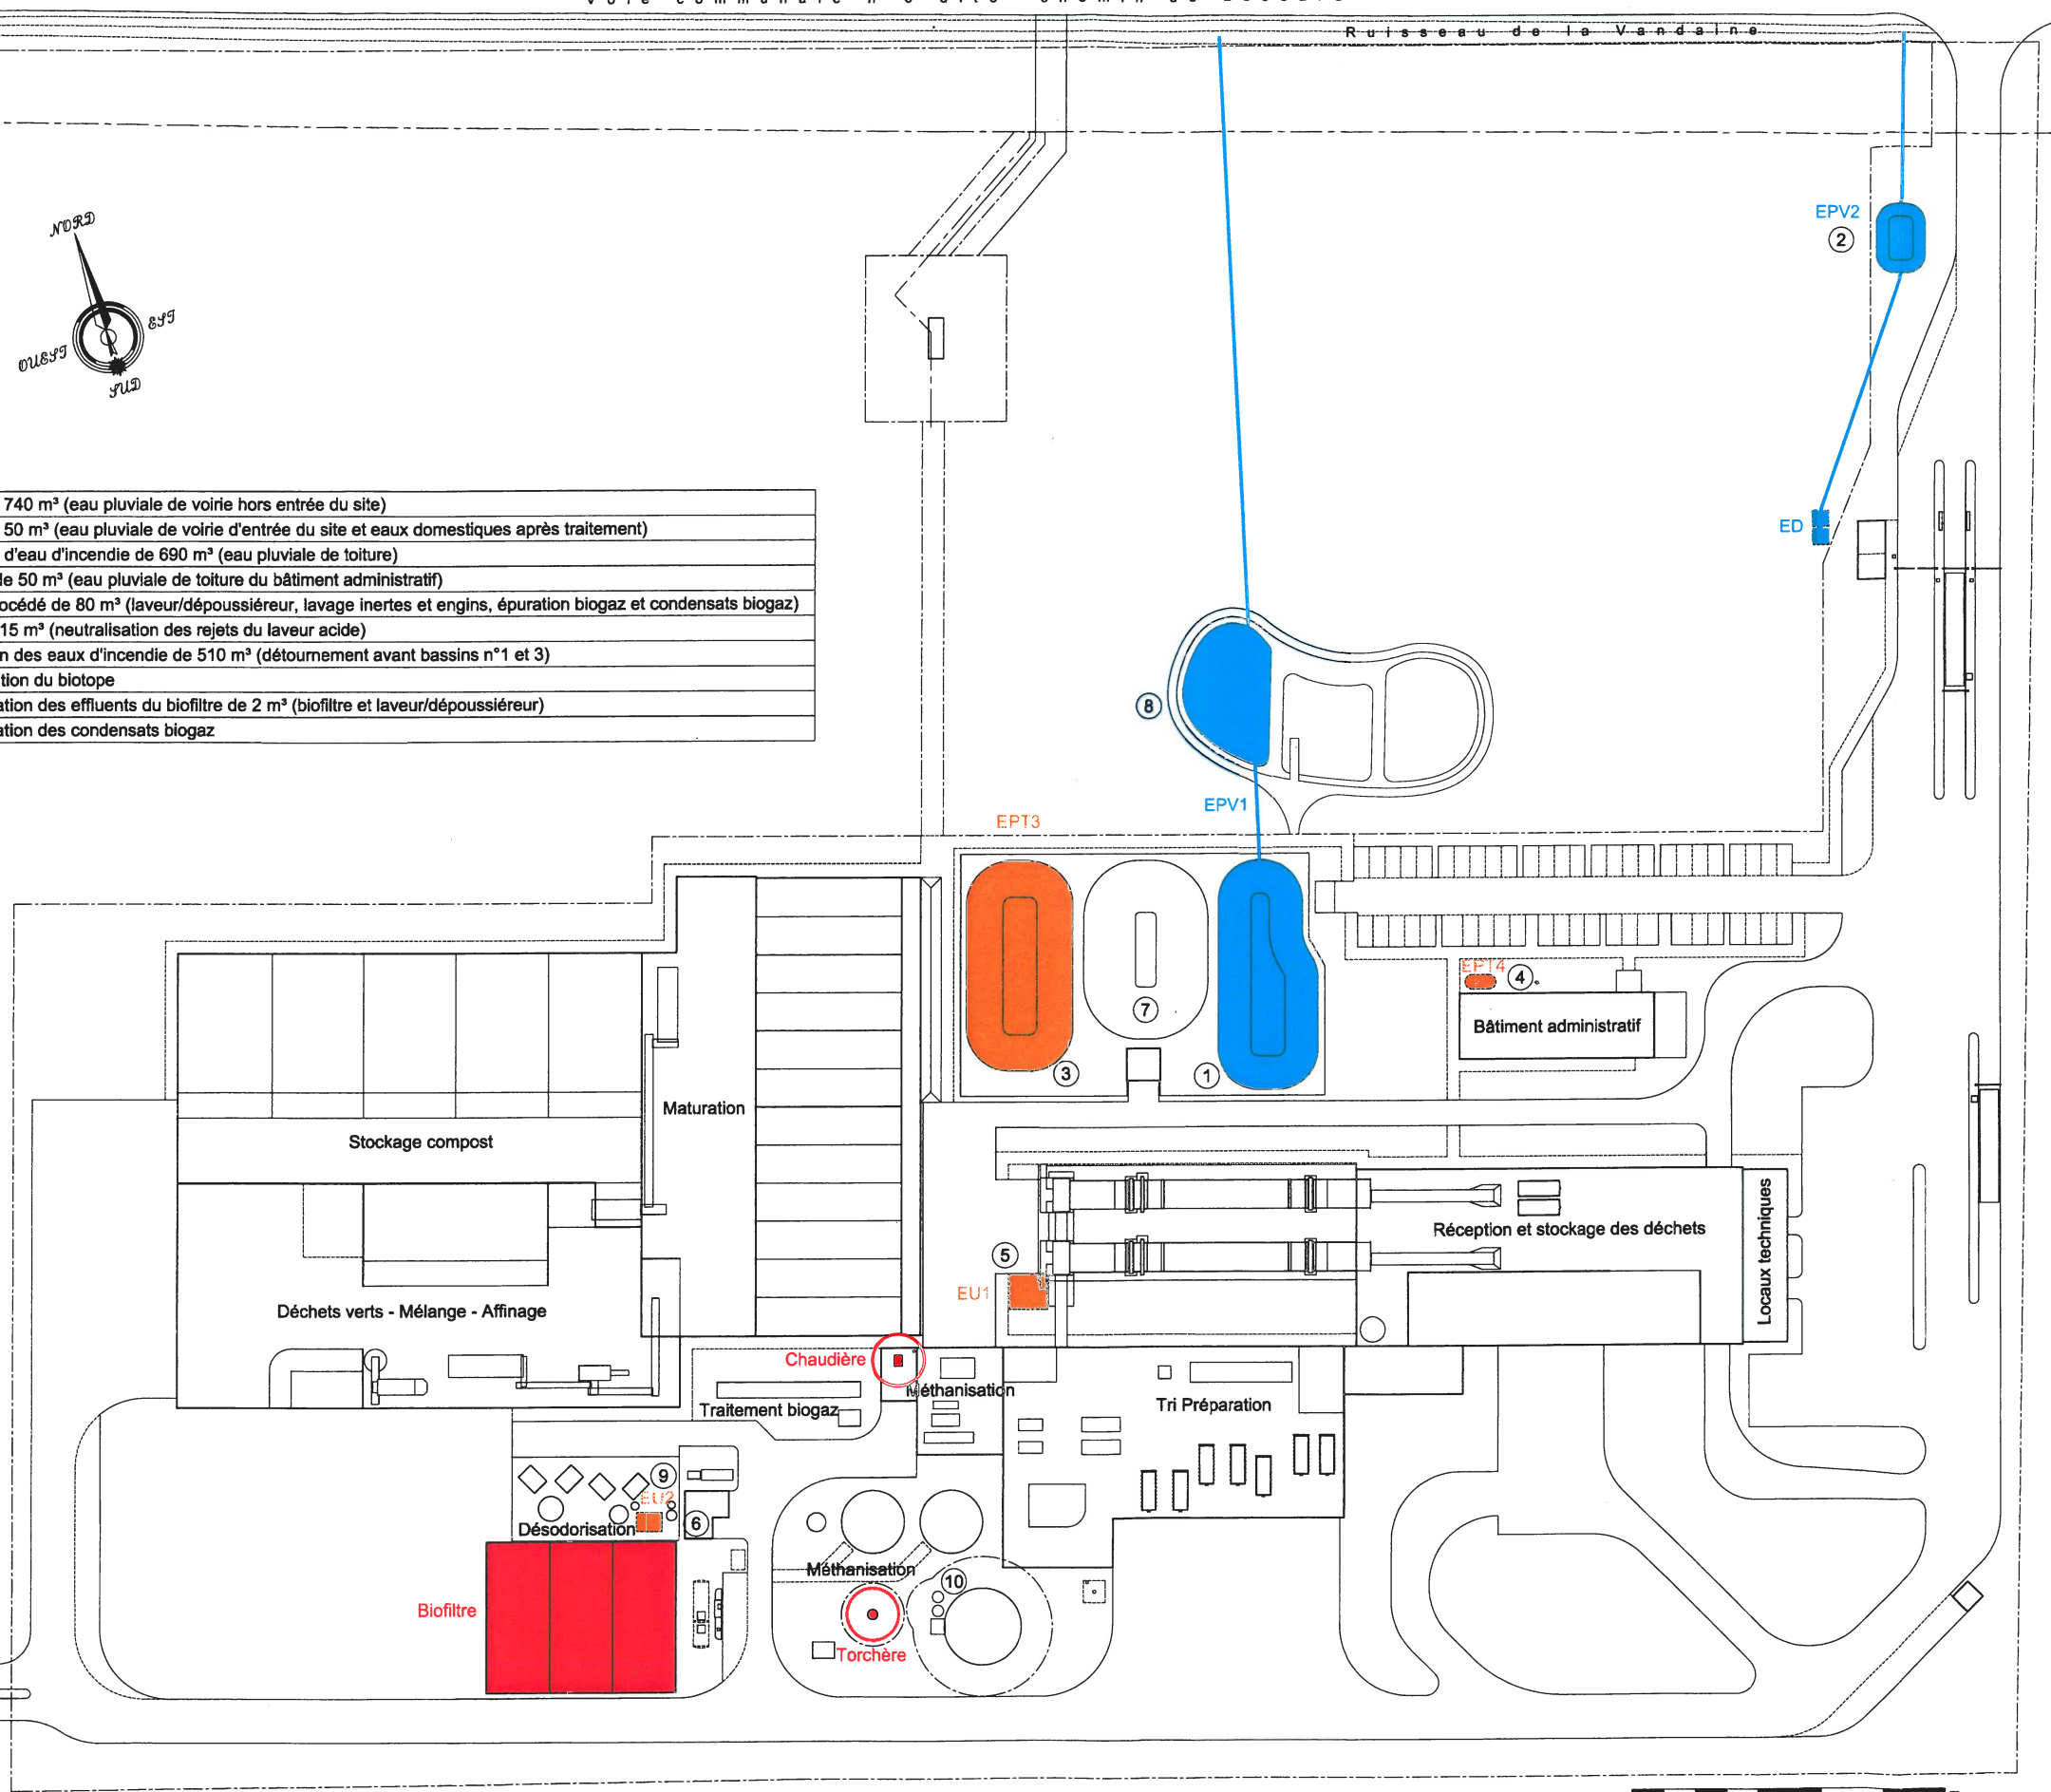 Ruisseau de la Vandaine
NORD
EST
OUEST
SUD
EPV2
2
740 m³ (eau pluviale de voirie hors entrée du site)
50 m³ (eau pluviale de voirie d'entrée du site et eaux domestiques après traitement)
d'eau d'incendie de 690 m³ (eau pluviale de toiture)
de 50 m³ (eau pluviale de toiture du bâtiment administratif)
océdé de 80 m³ (laveur/dépoussiéreur, lavage inertes et engins, épuration biogaz et condensats biogaz)
15 m³ (neutralisation des rejets du laveur acide)
n des eaux d'incendie de 510 m³ (détournement avant bassins n°1 et 3)
tion du biotope
ation des effluents du biofiltre de 2 m³ (biofiltre et laveur/dépoussiéreur)
ation des condensats biogaz
ED
8
EPV1
EPT3
EPT4
4
7
Bâtiment administratif
3
1
Maturation
Stockage compost
Réception et stockage des déchets
Locaux techniques
5
EU1
Déchets verts - Mélange - Affinage
Chaudière
Méthanisation
Traitement biogaz
Tri Préparation
9
EU2
6
Désodorisation
Méthanisation
10
Biofiltre
Torchère